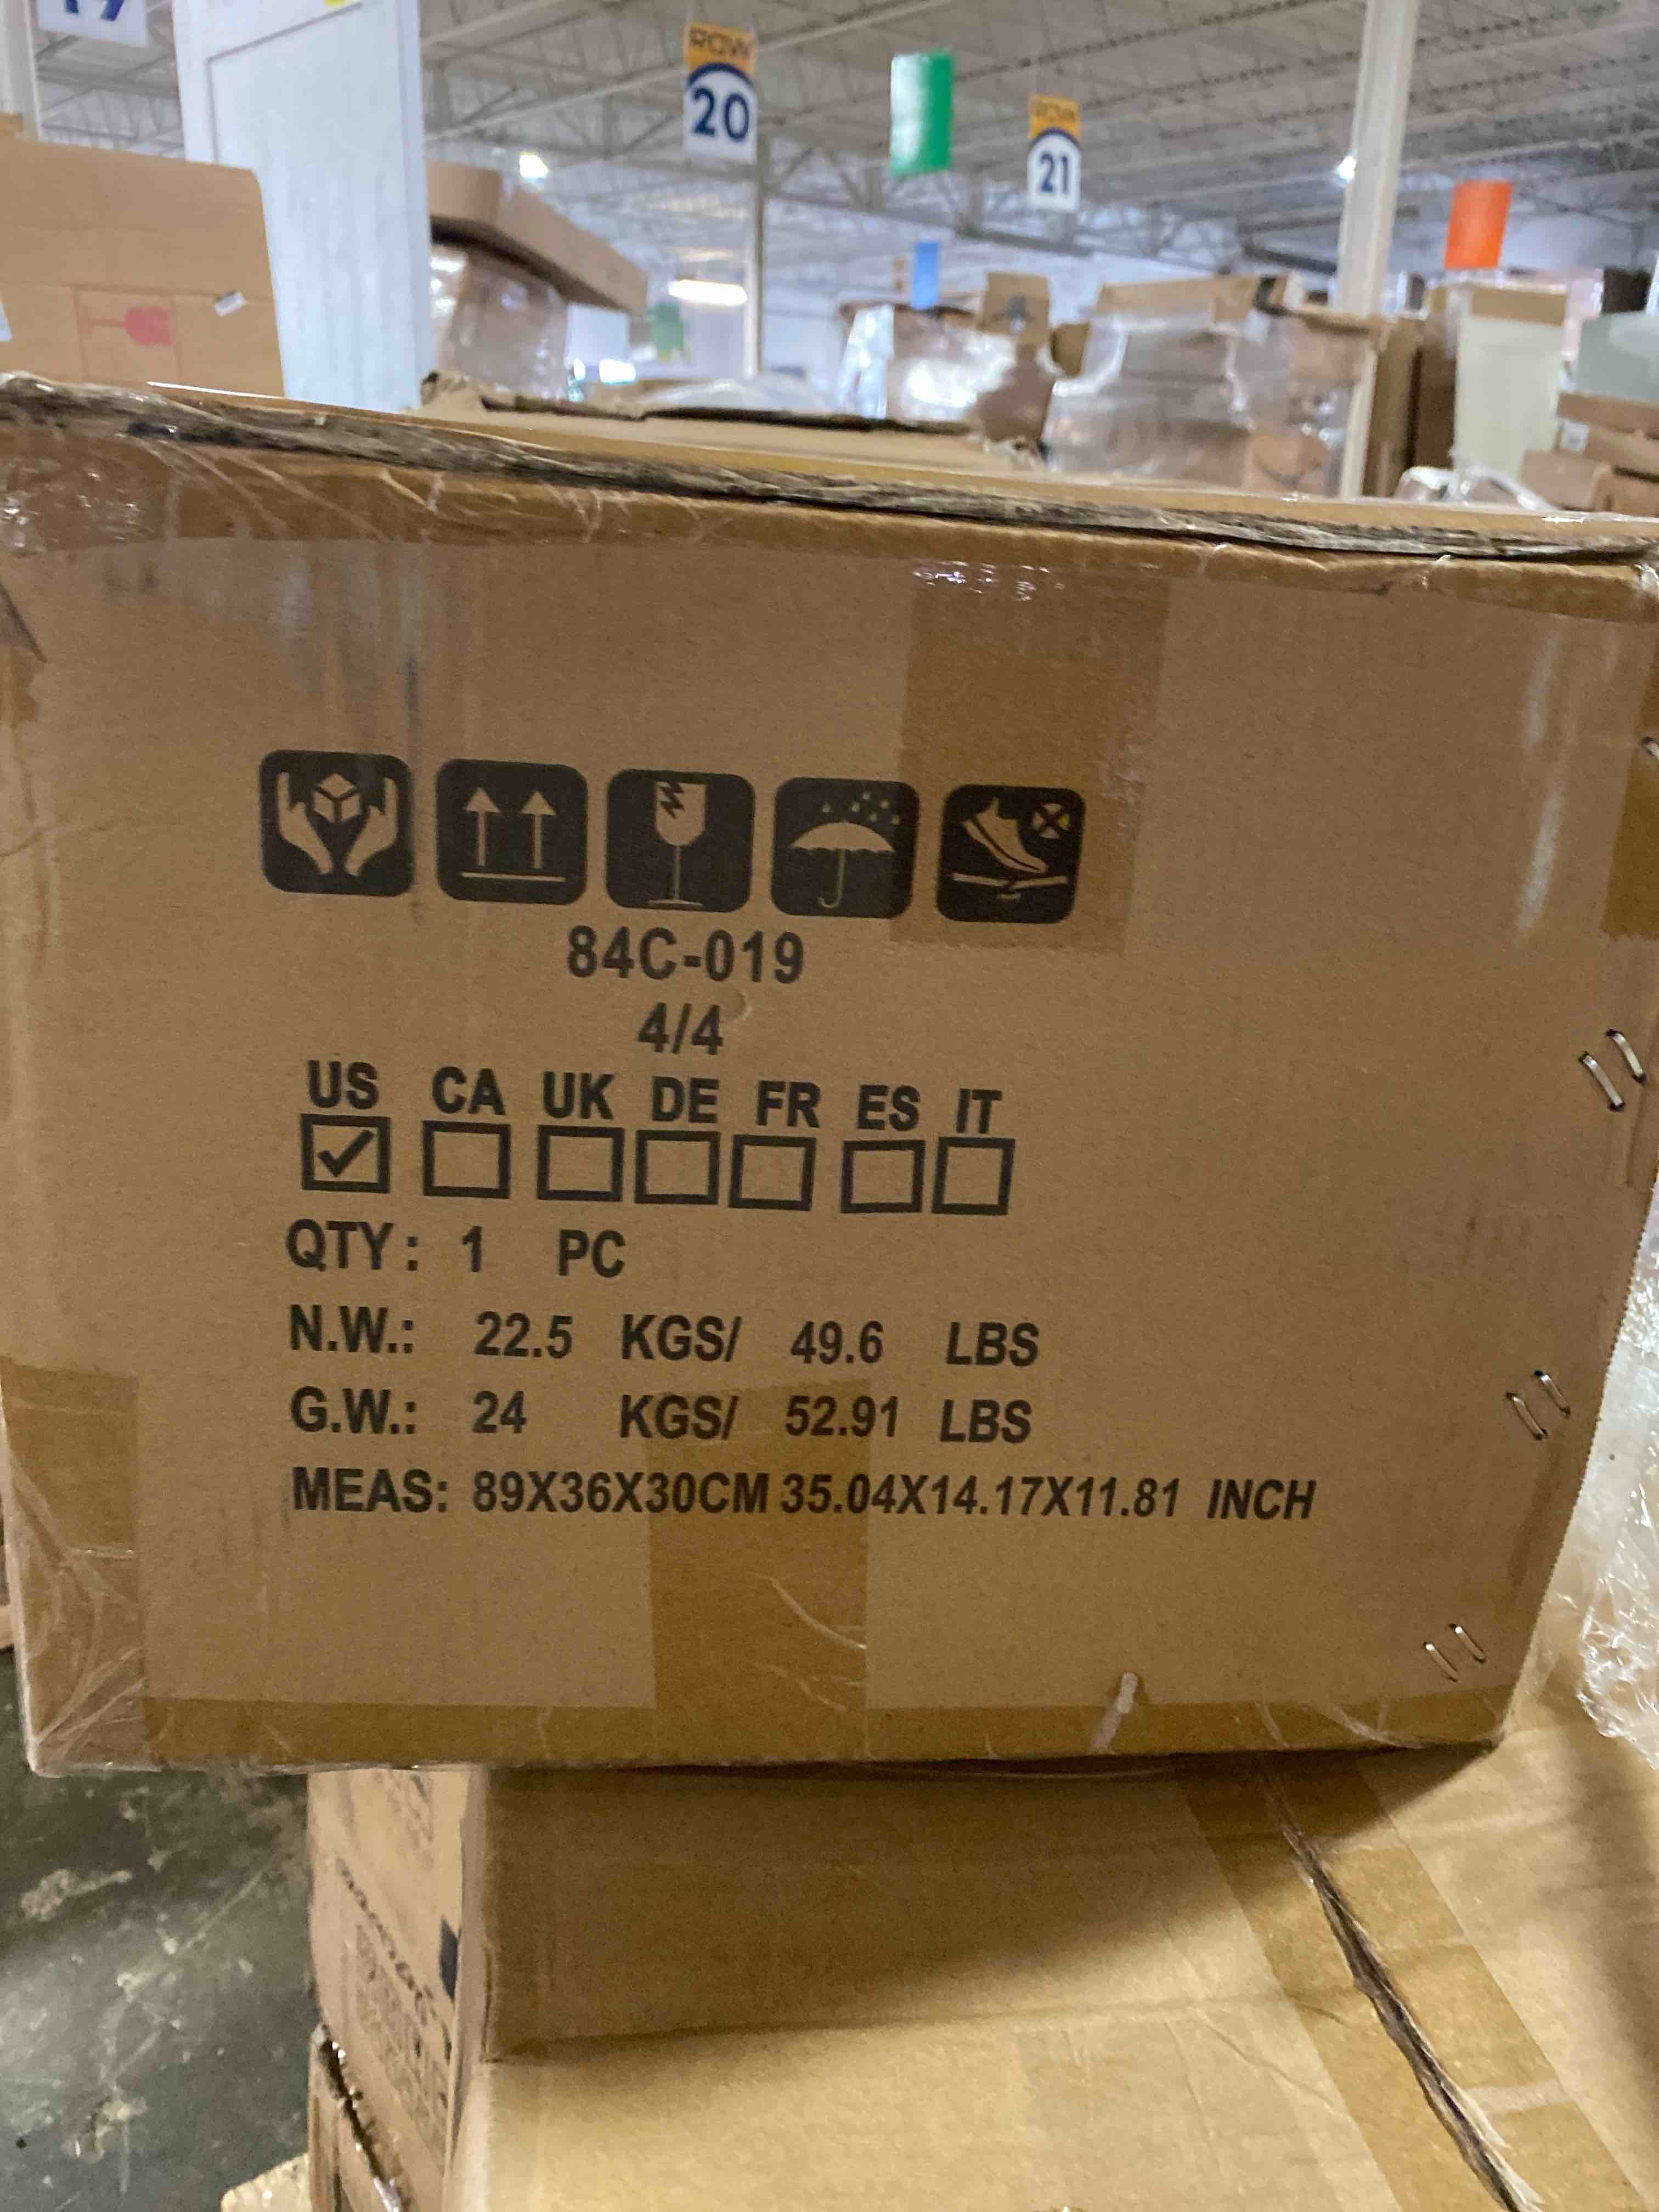 19
ROW
20
ROW
21
84C-019
4/4
US CA UK DE FR ES IT
QTY: 1 PC
N.W.: 22.5 KGS/ 49.6 LBS
G.W.: 24 KGS/ 52.91 LBS
MEAS: 89X36X30CM 35.04X14.17X11.81 INCH